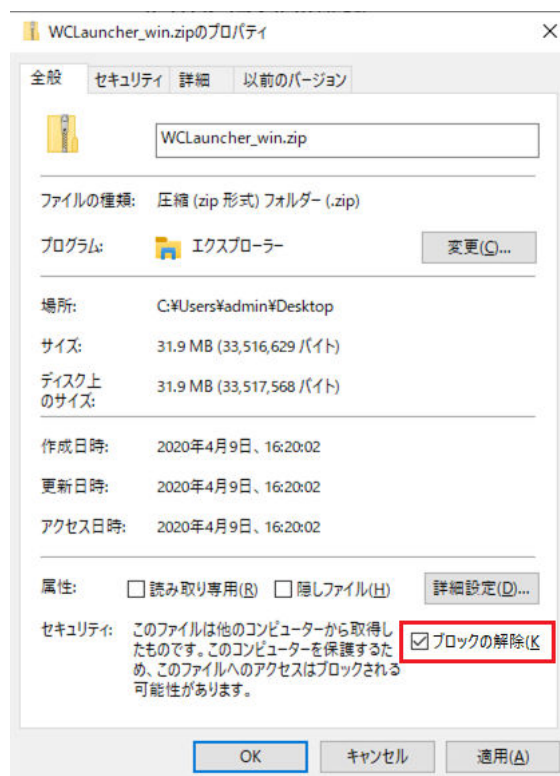 WCLauncher_win.zipのプロパティ
全般 セキュリティ 詳細 以前のバージョン
WCLauncher_win.zip
ファイルの種類: 圧縮 (zip 形式) フォルダー (.zip)
プログラム: エクスプローラー 変更(C)...
場所: C:¥Users¥admin¥Desktop
サイズ: 31.9 MB (33,516,629 バイト)
ディスク上
のサイズ: 31.9 MB (33,517,568 バイト)
作成日時: 2020年4月9日、16:20:02
更新日時: 2020年4月9日、16:20:02
アクセス日時: 2020年4月9日、16:20:02
属性: 読み取り専用(R) 隠しファイル(H) 詳細設定(D)...
セキュリティ: このファイルは他のコンピューターから取得し
たものです。このコンピューターを保護するた
め、このファイルへのアクセスはブロックされる
可能性があります。
ブロックの解除(K
OK キャンセル 適用(A)